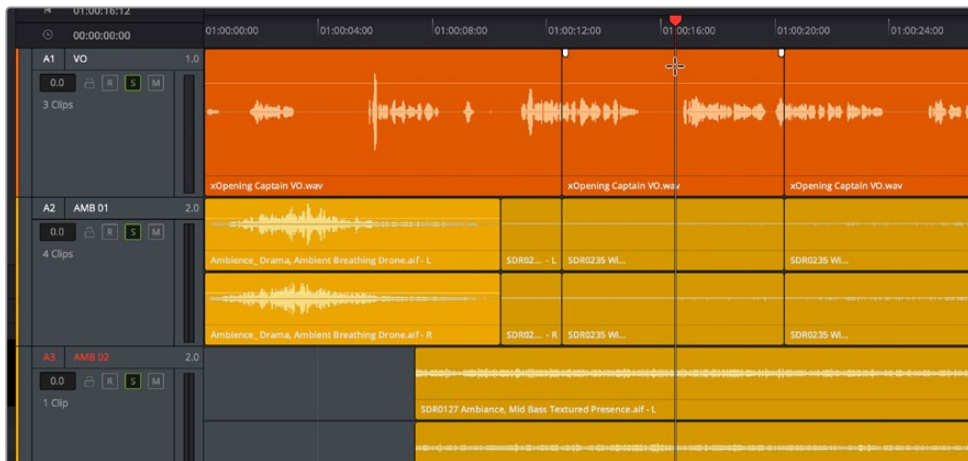 01:00:16:12
00:00:00:00
01:00:00:00 01:00:04:00 01:00:08:00 01:00:12:00 01:00:16:00 01:00:20:00 01:00:24:00
A1 VO 1.0
0.0 R S M
3 Clips
xOpening Captain VO.wav xOpening Captain VO.wav xOpening Captain VO.wav
A2 AMB 01 2.0
0.0 R S M
4 Clips
Ambience_ Drama, Ambient Breathing Drone.aif - L SDR02... - L SDR0235 Wi... SDR0235 Wi...
Ambience_ Drama, Ambient Breathing Drone.aif - R SDR02... - R SDR0235 Wi... SDR0235 Wi...
A3 AMB 02 2.0
0.0 R S M
1 Clip
SDR0127 Ambiance, Mid Bass Textured Presence.aif - L